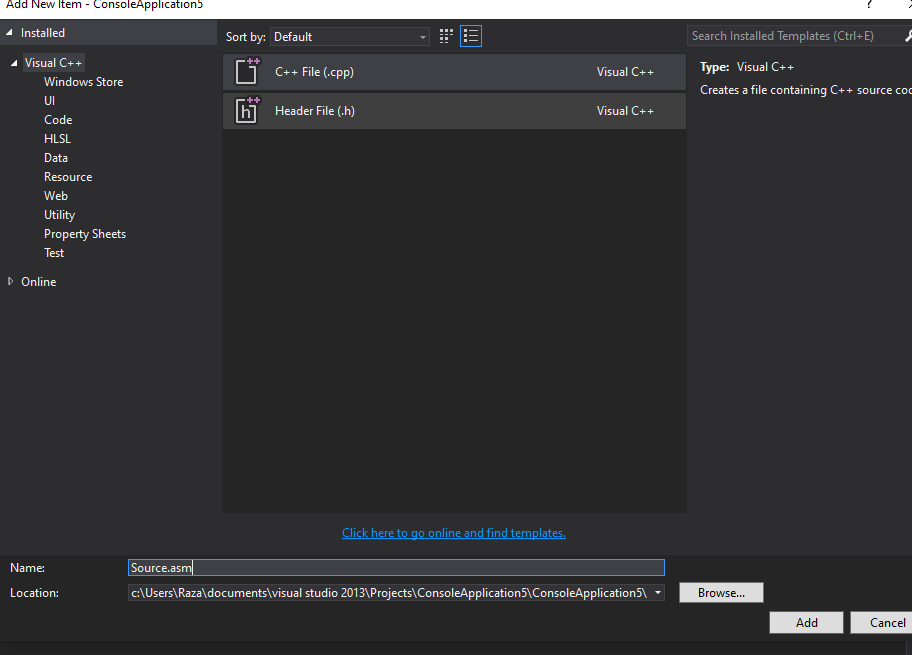 Add New Item - ConsoleApplication5 ?
Installed
Sort by: Default
Search Installed Templates (Ctrl+E)
Visual C++
Windows Store
UI
Code
HLSL
Data
Resource
Web
Utility
Property Sheets
Test
Online
C++ File (.cpp) Visual C++
Header File (.h) Visual C++
Type: Visual C++
Creates a file containing C++ source
Click here to go online and find templates.
Name: Source.asm
Location: c:\Users\Raza\documents\visual studio 2013\Projects\ConsoleApplication5\ConsoleApplication5\
Browse...
Add Cancel